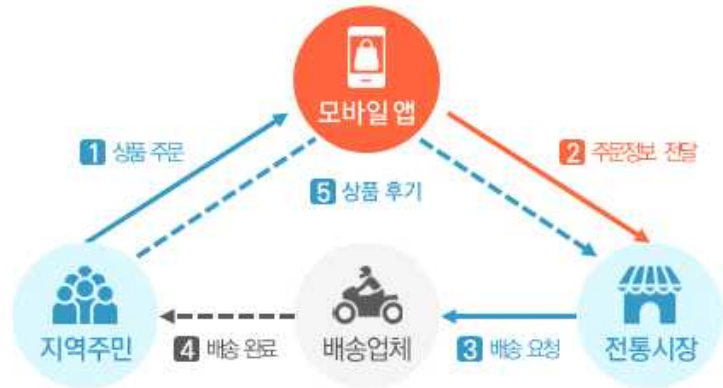 모바일 앱
1 상품 주문
2 주문정보 전달
5 상품 후기
지역주민
4 배송 완료
배송업체
3 배송 요청
전통시장